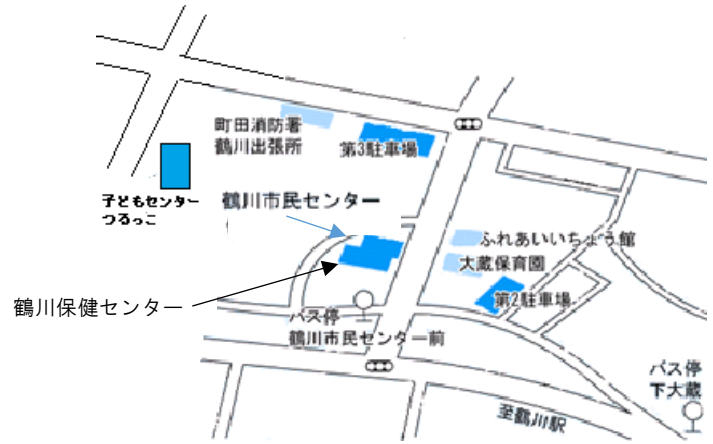 町田消防署
鶴川出張所
第3駐車場
子どもセンター
つるっこ
鶴川市民センター
ふれあいいちょう館
大蔵保育園
第2駐車場
鶴川保健センター
バス停
鶴川市民センター前
バス停
下大蔵
至鶴川駅